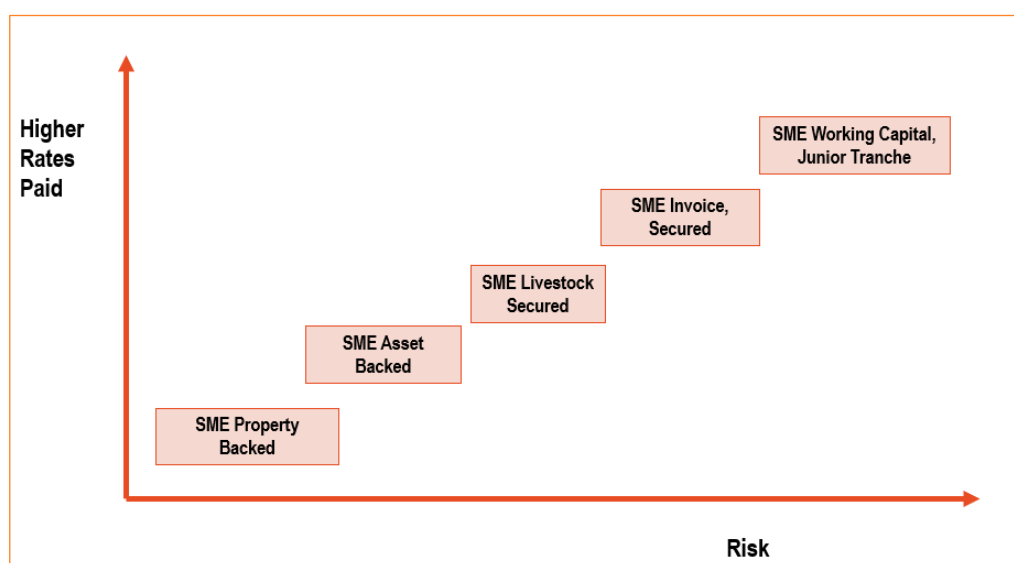 Higher
Rates
Paid
SME Working Capital,
Junior Tranche
SME Invoice,
Secured
SME Livestock
Secured
SME Asset
Backed
SME Property
Backed
Risk